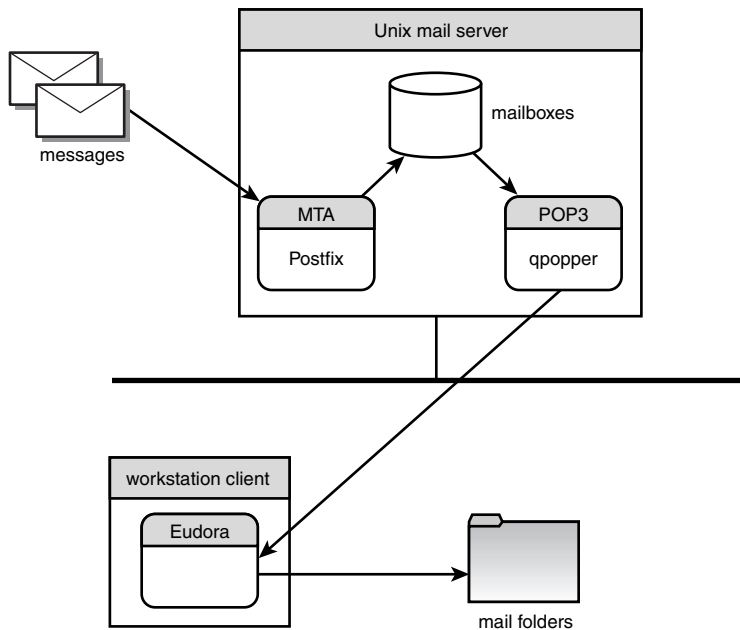 Unix mail server
messages
mailboxes
MTA
Postfix
POP3
qpopper
workstation client
Eudora
mail folders